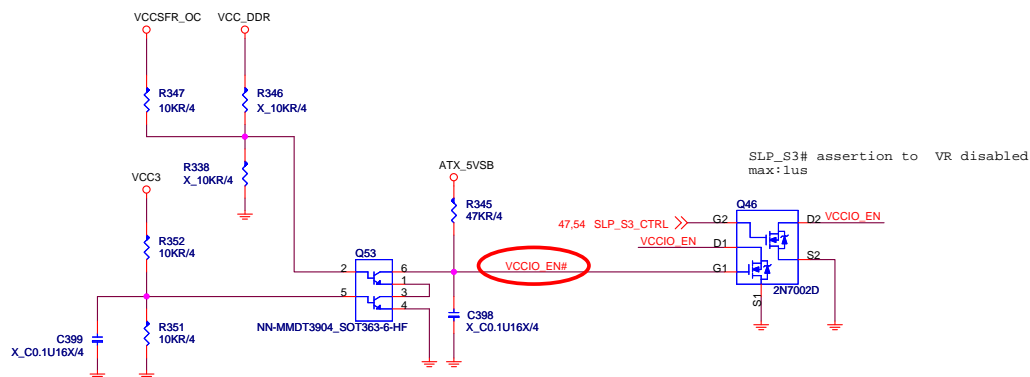 VCCSFR_OC
VCC_DDR
R347
10KR/4
R346
X_10KR/4
R338
X_10KR/4
VCC3
R352
10KR/4
R351
10KR/4
C399
X_C0.1U16X/4
Q53
2
5
6
1
3
4
NN-MMDT3904_SOT363-6-HF
ATX_5VSB
R345
47KR/4
VCCIO_EN#
C398
X_C0.1U16X/4
SLP_S3# assertion to VR disabled
max:1us
Q46
47,54 SLP_S3_CTRL
G2
D2
VCCIO_EN
VCCIO_EN
D1
S2
G1
S1
2N7002D